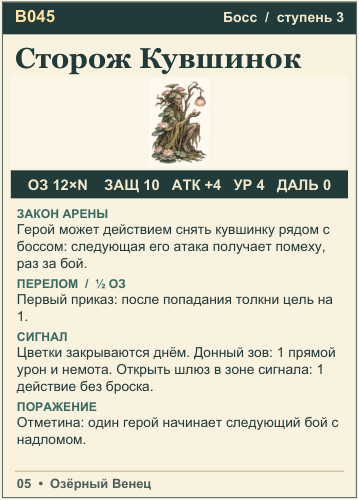 B045
Босс / ступень 3
Сторож Кувшинок
ОЗ 12×N ЗАЩ 10 АТК +4 УР 4 ДАЛЬ 0
ЗАКОН АРЕНЫ
Герой может действием снять кувшинку рядом с
боссом: следующая его атака получает помеху,
раз за бой.
ПЕРЕЛОМ / ½ ОЗ
Первый приказ: после попадания толкни цель на
1.
СИГНАЛ
Цветки закрываются днём. Донный зов: 1 прямой
урон и немота. Открыть шлюз в зоне сигнала: 1
действие без броска.
ПОРАЖЕНИЕ
Отметина: один герой начинает следующий бой с
надломом.
05 • Озёрный Венец